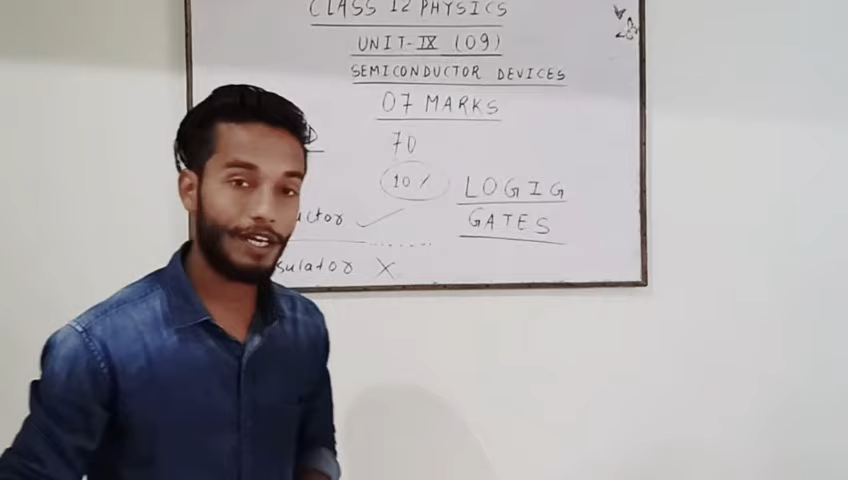 CLASS 12 PHYSICS
UNIT-IX (09)
SEMICONDUCTOR DEVICES
07 MARKS
70
10 %
LOGIG
GATES
uctor
sulator